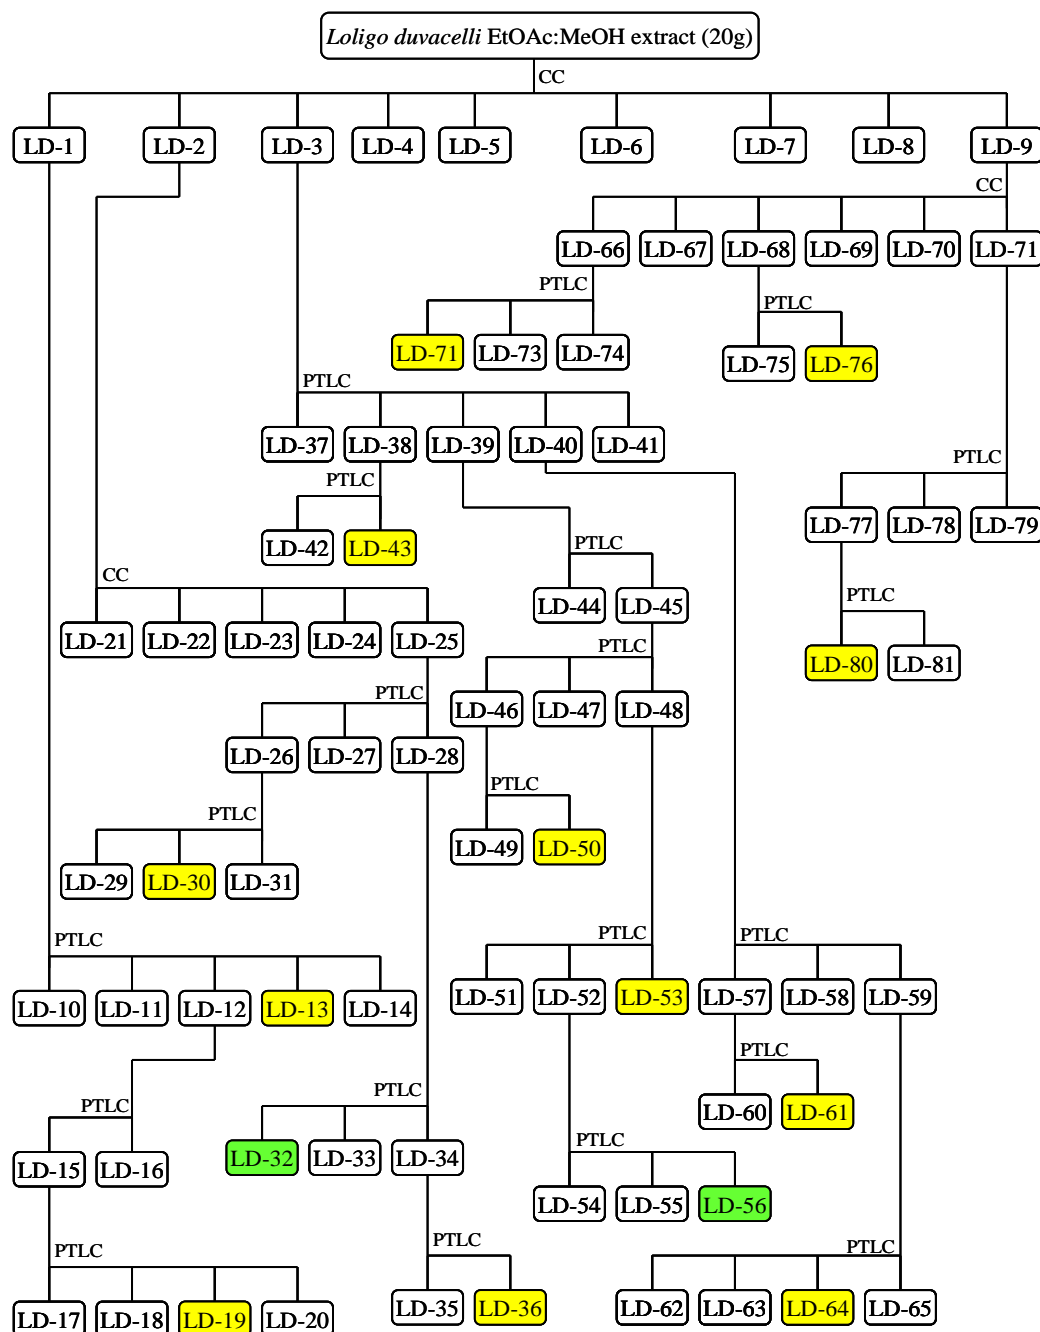 Loligo duvacelli EtOAc:MeOH extract (20g)
CC
LD-1 LD-2 LD-3 LD-4 LD-5 LD-6 LD-7 LD-8 LD-9
CC
LD-66 LD-67 LD-68 LD-69 LD-70 LD-71
PTLC
PTLC
LD-71 LD-73 LD-74
LD-75 LD-76
PTLC
LD-37 LD-38 LD-39 LD-40 LD-41
PTLC
PTLC
LD-77 LD-78 LD-79
LD-42 LD-43
PTLC
CC
LD-44 LD-45
PTLC
LD-21 LD-22 LD-23 LD-24 LD-25
PTLC
LD-80 LD-81
PTLC
LD-46 LD-47 LD-48
LD-26 LD-27 LD-28
PTLC
PTLC
LD-49 LD-50
LD-29 LD-30 LD-31
PTLC
PTLC
PTLC
LD-51 LD-52 LD-53 LD-57 LD-58 LD-59
LD-10 LD-11 LD-12 LD-13 LD-14
PTLC
PTLC
PTLC
LD-60 LD-61
PTLC
LD-32 LD-33 LD-34
LD-15 LD-16
LD-54 LD-55 LD-56
PTLC
PTLC
PTLC
LD-35 LD-36
LD-62 LD-63 LD-64 LD-65
LD-17 LD-18 LD-19 LD-20